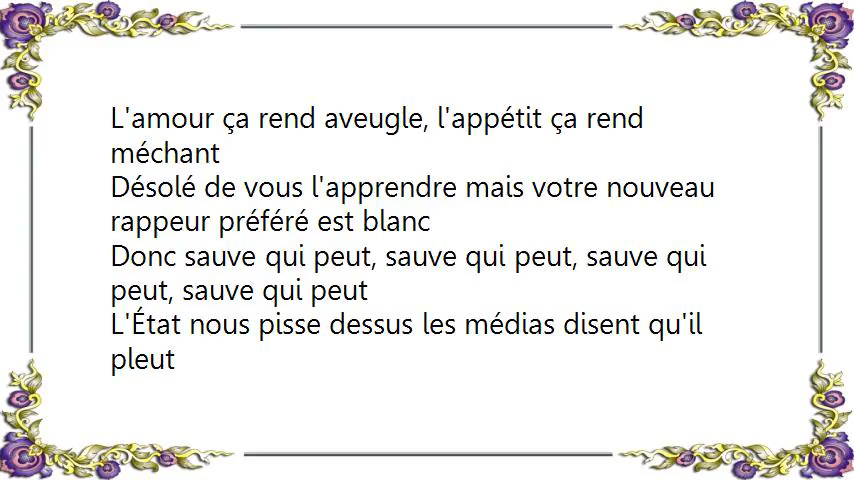 L'amour ça rend aveugle, l'appétit ça rend
méchant
Désolé de vous l'apprendre mais votre nouveau
rappeur préféré est blanc
Donc sauve qui peut, sauve qui peut, sauve qui
peut, sauve qui peut
L'État nous pisse dessus les médias disent qu'il
pleut